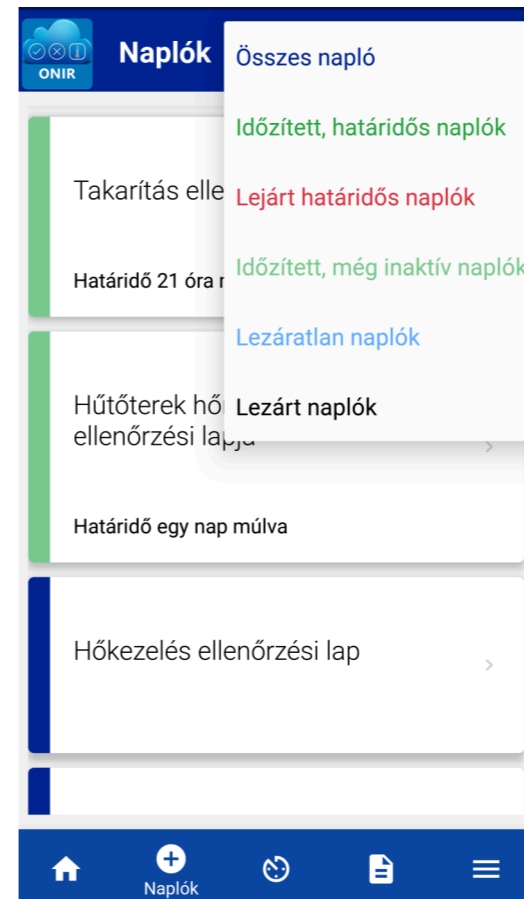 ONIR
Naplók
Összes napló
Időzített, határidős naplók
Lejárt határidős naplók
Időzített, még inaktív naplók
Lezáratlan naplók
Lezárt naplók
Takarítás elle
Határidő 21 óra
Hűtőterek hő
ellenőrzési
Határidő egy nap múlva
Hőkezelés ellenőrzési lap
Naplók